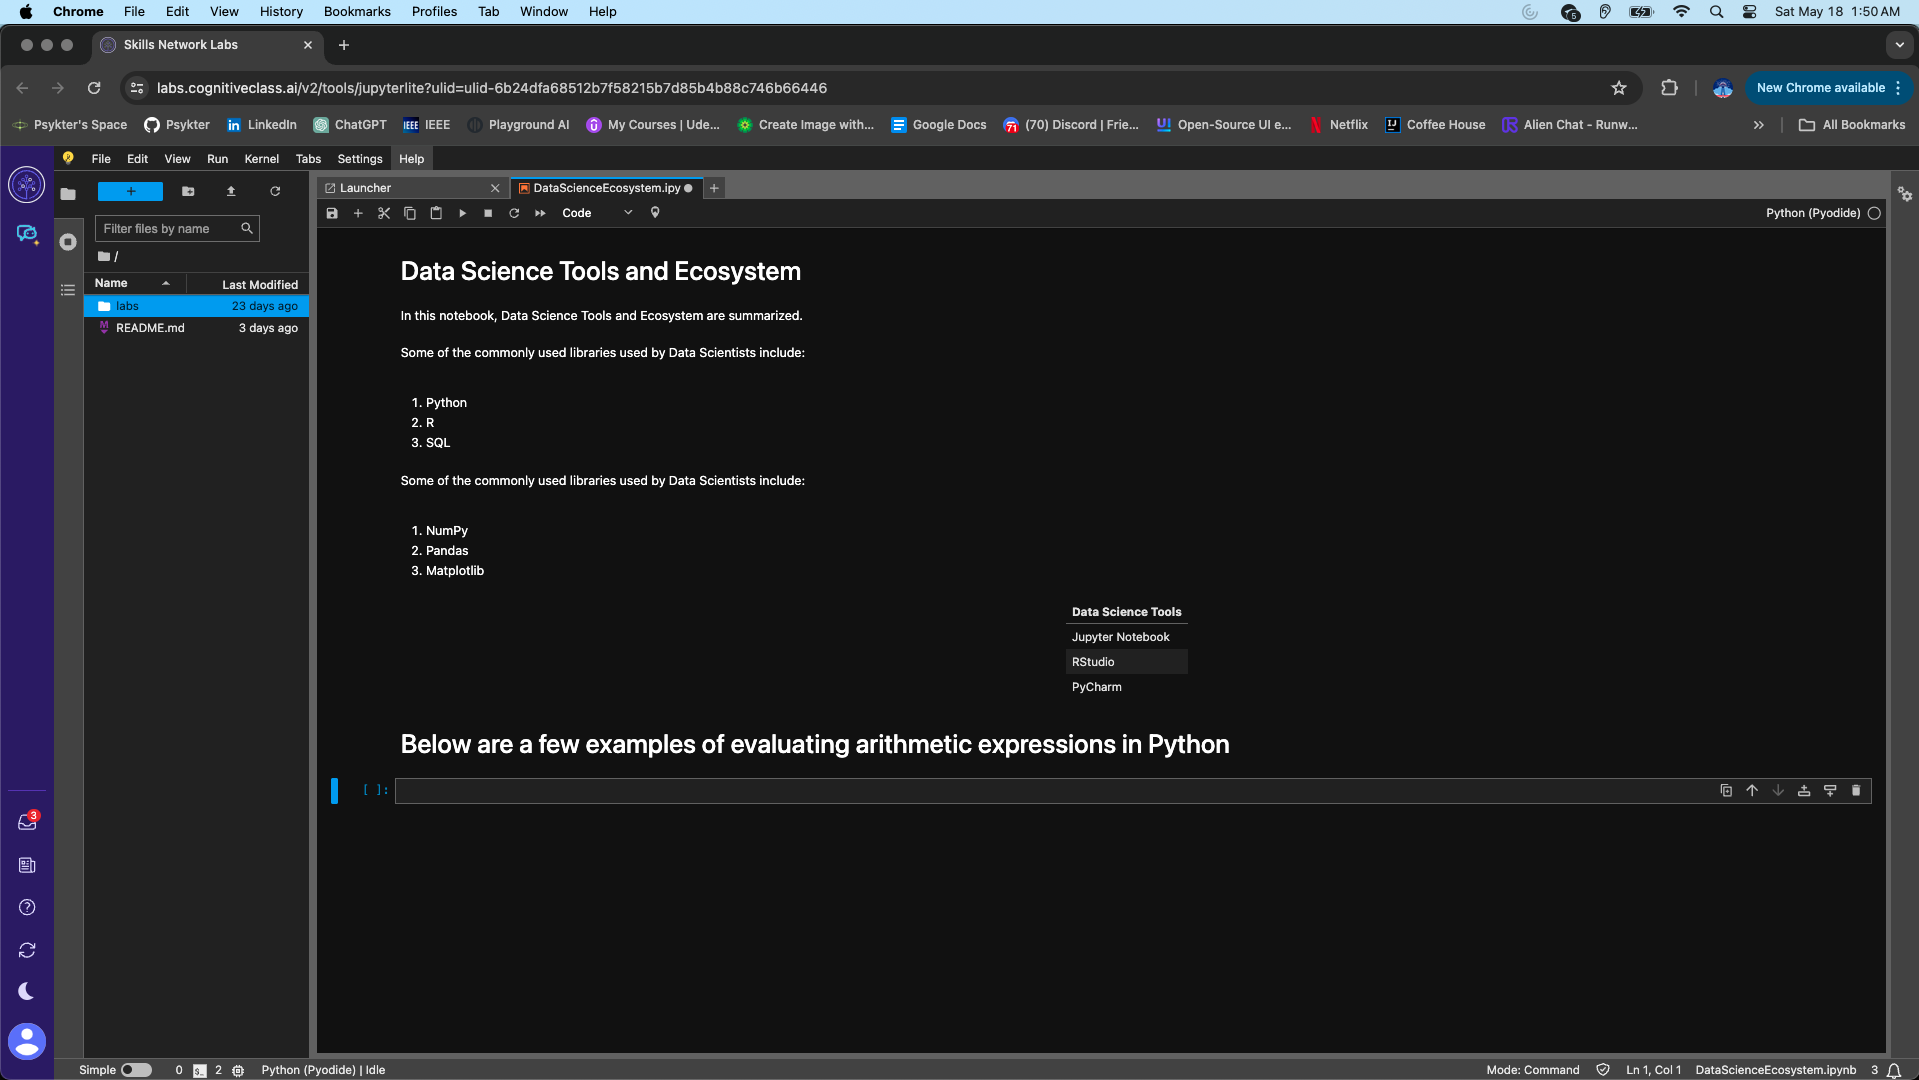 Chrome File Edit View History Bookmarks Profiles Tab Window Help 5 Sat May 18 1:50 AM
Skills Network Labs
labs.cognitiveclass.ai/v2/tools/jupyterlite?ulid=ulid-6b24dfa68512b7f58215b7d85b4b88c746b66446 New Chrome available
Psykter's Space Psykter LinkedIn ChatGPT IEEE IEEE Playground AI My Courses | Ude... Create Image with... Google Docs 71 (70) Discord | Frie... Open-Source UI e... Netflix Coffee House Alien Chat - Runw... All Bookmarks
File Edit View Run Kernel Tabs Settings Help
Launcher DataScienceEcosystem.ipy
Code Python (Pyodide)
Filter files by name
/
Name Last Modified
labs 23 days ago
README.md 3 days ago
Data Science Tools and Ecosystem
In this notebook, Data Science Tools and Ecosystem are summarized.
Some of the commonly used libraries used by Data Scientists include:
1. Python
2. R
3. SQL
Some of the commonly used libraries used by Data Scientists include:
1. NumPy
2. Pandas
3. Matplotlib
Data Science Tools
Jupyter Notebook
RStudio
PyCharm
Below are a few examples of evaluating arithmetic expressions in Python
[ ]:
3
Simple 0 2 Python (Pyodide) | Idle Mode: Command Ln 1, Col 1 DataScienceEcosystem.ipynb 3